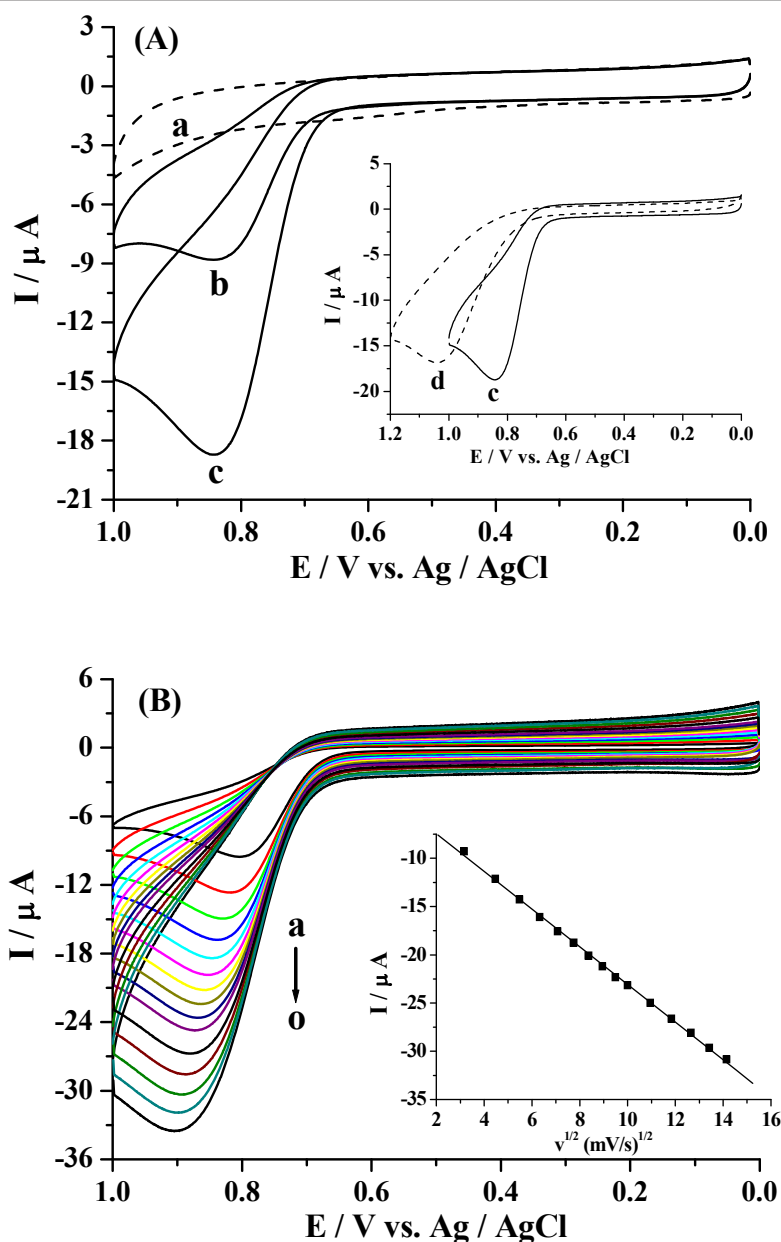 (A)
3
0
-3
-6
-9
-12
-15
-18
-21
I / μ A
a
b
c
1.0 0.8 0.6 0.4 0.2 0.0
E / V vs. Ag / AgCl
5
0
-5
-10
-15
-20
I / μ A
d c
1.2 1.0 0.8 0.6 0.4 0.2 0.0
E / V vs. Ag / AgCl
(B)
6
0
-6
-12
-18
-24
-30
-36
I / μ A
a
o
1.0 0.8 0.6 0.4 0.2 0.0
E / V vs. Ag / AgCl
-10
-15
-20
-25
-30
-35
I / μ A
2 4 6 8 10 12 14 16
v1/2 (mV/s)1/2